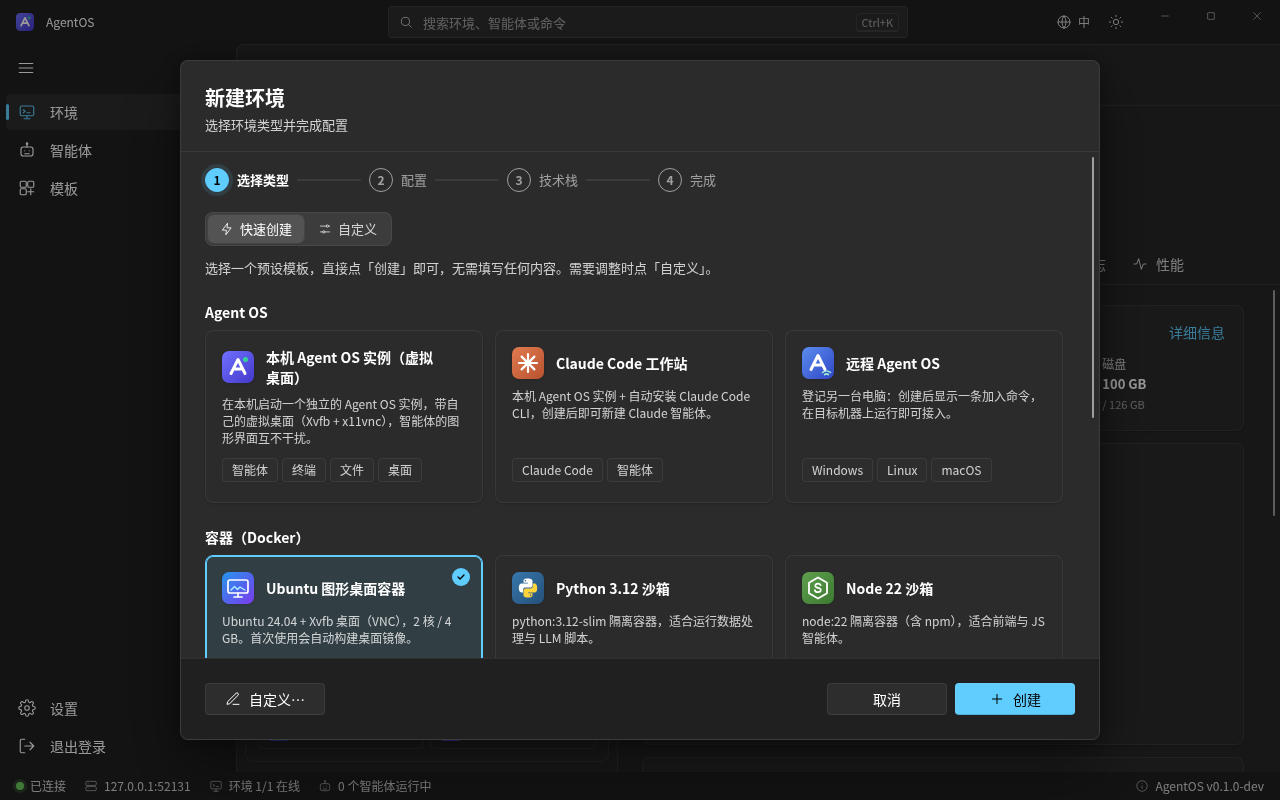 AgentOS
搜索环境、智能体或命令
Ctrl+K
中
环境
智能体
模板
设置
退出登录
新建环境
选择环境类型并完成配置
1 选择类型
2 配置
3 技术栈
4 完成
快速创建
自定义
选择一个预设模板，直接点「创建」即可，无需填写任何内容。需要调整时点「自定义」。
Agent OS
本机 Agent OS 实例（虚拟
桌面）
在本机启动一个独立的 Agent OS 实例，带自
己的虚拟桌面（Xvfb + x11vnc），智能体的图
形界面互不干扰。
智能体
终端
文件
桌面
Claude Code 工作站
本机 Agent OS 实例 + 自动安装 Claude Code
CLI，创建后即可新建 Claude 智能体。
Claude Code
智能体
远程 Agent OS
登记另一台电脑：创建后显示一条加入命令，
在目标机器上运行即可接入。
Windows
Linux
macOS
容器（Docker）
Ubuntu 图形桌面容器
Ubuntu 24.04 + Xvfb 桌面（VNC），2 核 / 4
GB。首次使用会自动构建桌面镜像。
Python 3.12 沙箱
python:3.12-slim 隔离容器，适合运行数据处
理与 LLM 脚本。
Node 22 沙箱
node:22 隔离容器（含 npm），适合前端与 JS
智能体。
自定义…
取消
创建
性能
详细信息
磁盘
100 GB
/ 126 GB
已连接
127.0.0.1:52131
环境 1/1 在线
0 个智能体运行中
AgentOS v0.1.0-dev